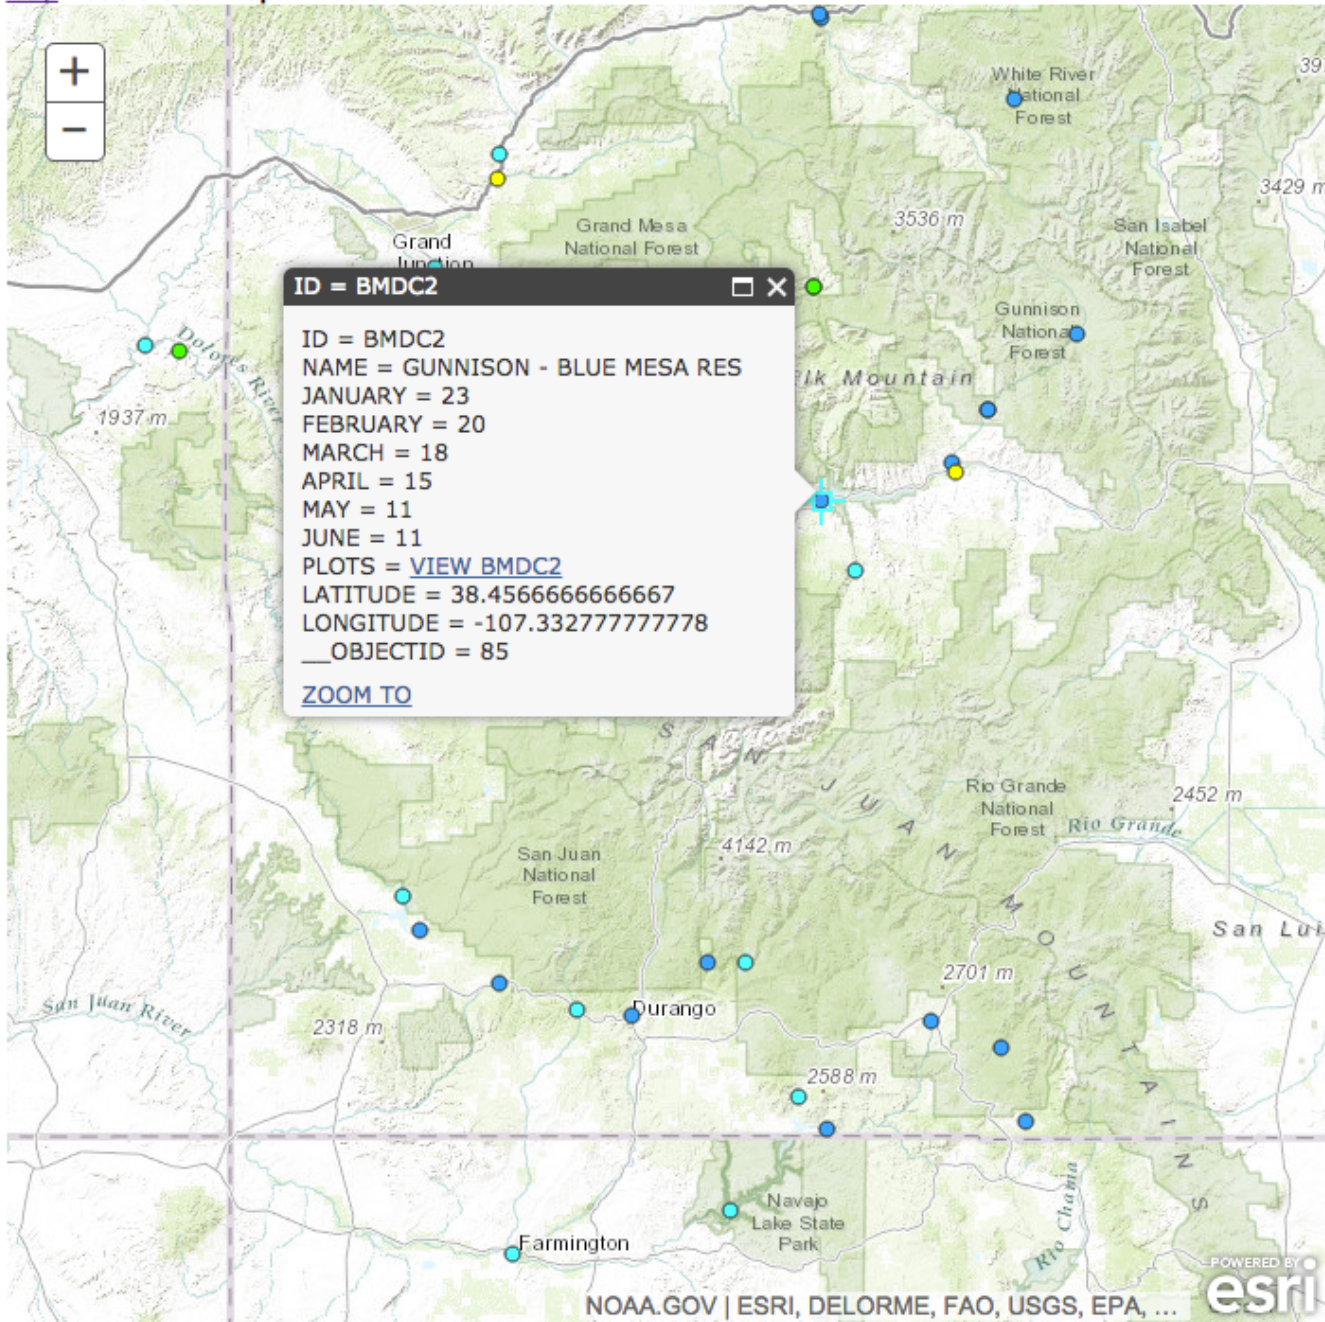 +
−
White River
National
Forest
3429 m
3536 m
San Isabel
National
Forest
Grand Mesa
National Forest
Grand
Junction
ID = BMDC2
ID = BMDC2
NAME = GUNNISON - BLUE MESA RES
JANUARY = 23
FEBRUARY = 20
MARCH = 18
APRIL = 15
MAY = 11
JUNE = 11
PLOTS = VIEW BMDC2
LATITUDE = 38.4566666666667
LONGITUDE = -107.332777777778
__OBJECTID = 85
ZOOM TO
Gunnison
National
Forest
Dolores River
lk Mountain
1937 m
SAN JUAN MOUNTAINS
Rio Grande
National
Forest
2452 m
Rio Grande
4142 m
San Juan
National
Forest
San Lui
2701 m
San Juan River
2318 m
Durango
2588 m
Navajo
Lake State
Park
Rio Chama
Farmington
POWERED BY
esri
NOAA.GOV | ESRI, DELORME, FAO, USGS, EPA, ...